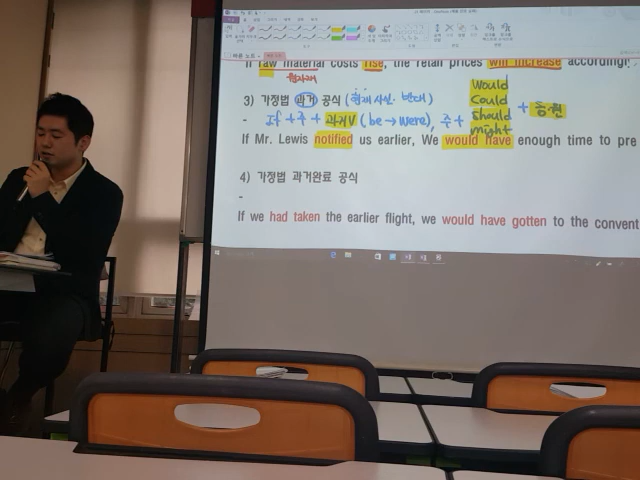 If raw material costs rise, the retail prices will increase accordingl
원자재
3) 가정법 과거 공식 (현재사실 반대)
- If + 주 + 과거V (be → were), 주 + would could should might + 동원
If Mr. Lewis notified us earlier, We would have enough time to pre
4) 가정법 과거완료 공식
-
If we had taken the earlier flight, we would have gotten to the convent